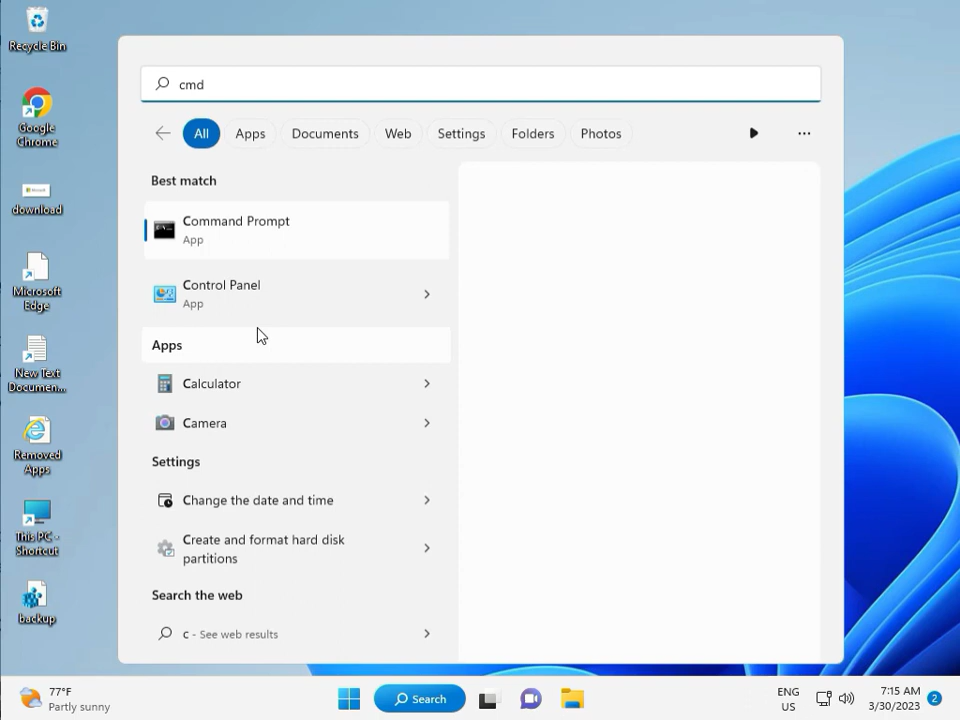 Recycle Bin
cmd
Google
Chrome
All
Apps
Documents
Web
Settings
Folders
Photos
Best match
download
Command Prompt
App
Microsoft
Edge
Control Panel
App
Apps
New Text
Documen...
Calculator
Camera
Removed
Apps
Settings
Change the date and time
This PC -
Shortcut
Create and format hard disk
partitions
Search the web
backup
c - See web results
77°F
Partly sunny
Search
ENG
US
7:15 AM
3/30/2023
2